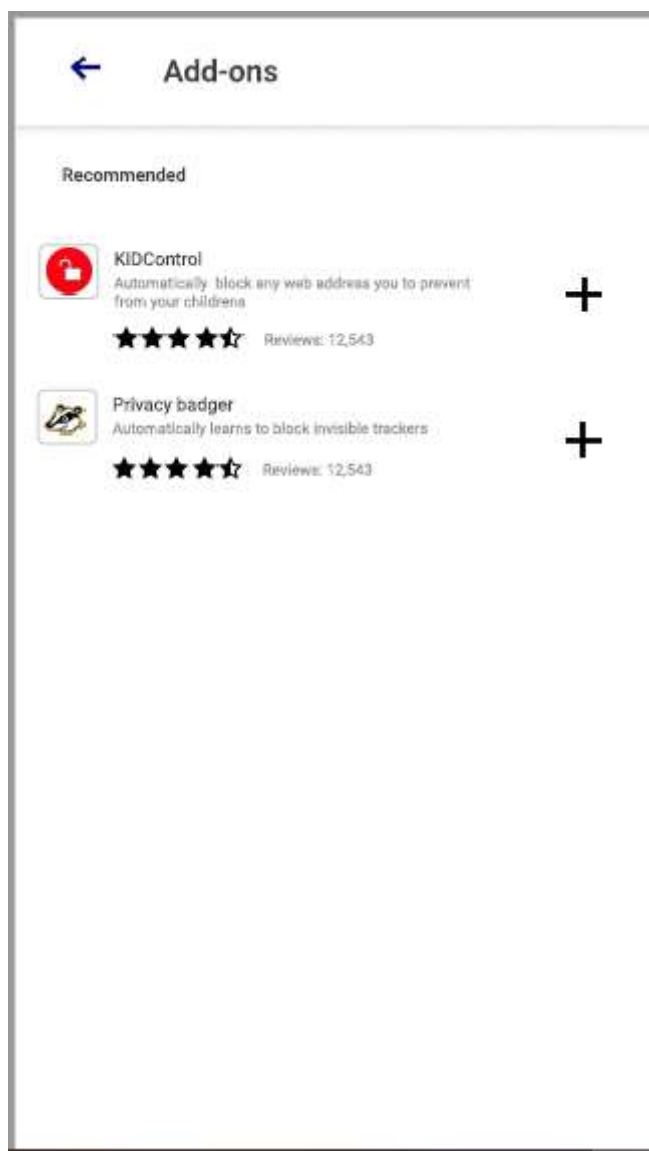 Add-ons
Recommended
KIDControl
Automatically block any web address you to prevent
from your childrens
Reviews: 12,543
Privacy badger
Automatically learns to block invisible trackers
Reviews: 12,543